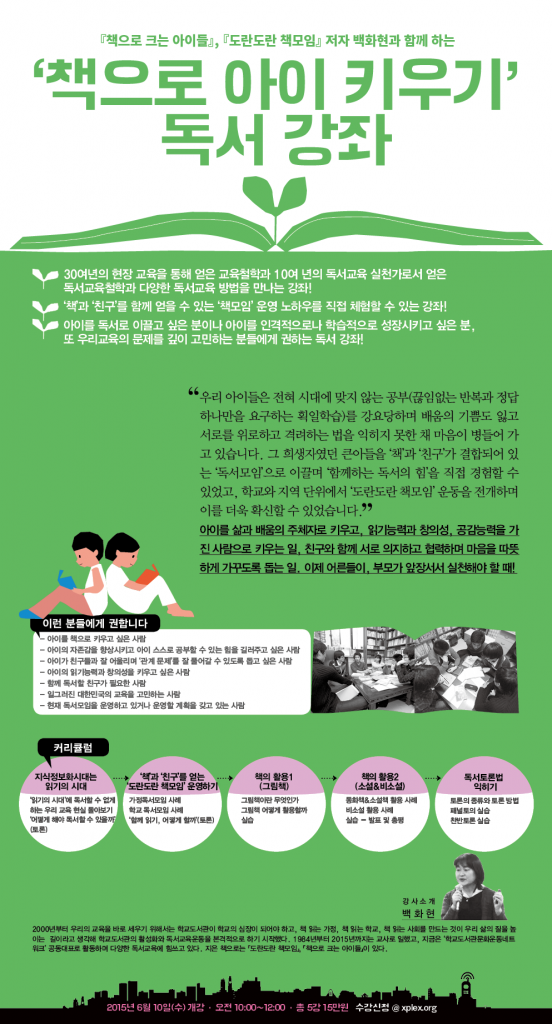 『책으로 크는 아이들』, 『도란도란 책모임』 저자 백화현과 함께 하는
‘책으로 아이 키우기’
독서 강좌
30여년의 현장 교육을 통해 얻은 교육철학과 10여 년의 독서교육 실천가로서 얻은
독서교육철학과 다양한 독서교육 방법을 만나는 강좌!
‘책’과 ‘친구’를 함께 얻을 수 있는 ‘책모임’ 운영 노하우를 직접 체험할 수 있는 강좌!
아이를 독서로 이끌고 싶은 분이나 아이를 인격적으로나 학습적으로 성장시키고 싶은 분,
또 우리교육의 문제를 깊이 고민하는 분들에게 권하는 독서 강좌!
“우리 아이들은 전혀 시대에 맞지 않는 공부(끊임없는 반복과 정답
하나만을 요구하는 획일학습)를 강요당하며 배움의 기쁨도 잃고
서로를 위로하고 격려하는 법을 익히지 못한 채 마음이 병들어 가
고 있습니다. 그 희생자였던 큰아들을 ‘책’과 ‘친구’가 결합되어 있
는 ‘독서모임’으로 이끌며 ‘함께하는 독서의 힘’을 직접 경험할 수
있었고, 학교와 지역 단위에서 ‘도란도란 책모임’ 운동을 전개하며
이를 더욱 확신할 수 있었습니다.”
아이를 삶과 배움의 주체자로 키우고, 읽기능력과 창의성, 공감능력을 가
진 사람으로 키우는 일, 친구와 함께 서로 의지하고 협력하며 마음을 따뜻
하게 가꾸도록 돕는 일. 이제 어른들이, 부모가 앞장서서 실천해야 할 때!
이런 분들에게 권합니다
– 아이를 책으로 키우고 싶은 사람
– 아이의 자존감을 향상시키고 아이 스스로 공부할 수 있는 힘을 길러주고 싶은 사람
– 아이가 친구들과 잘 어울리며 ‘관계 문제’를 잘 풀어갈 수 있도록 돕고 싶은 사람
– 아이의 읽기능력과 창의성을 키우고 싶은 사람
– 함께 독서할 친구가 필요한 사람
– 일그러진 대한민국의 교육을 고민하는 사람
– 현재 독서모임을 운영하고 있거나 운영할 계획을 갖고 있는 사람
커리큘럼
지식정보화시대는
읽기의 시대
‘읽기의 시대’에 독서할 수 없게
하는 우리 교육 현실 돌아보기
‘어떻게 해야 독서할 수 있을까’
(토론)
‘책’과 ‘친구’를 얻는
‘도란도란 책모임’ 운영하기
가정독서모임 사례
학교 독서모임 사례
‘함께 읽기, 어떻게 할까’(토론)
책의 활용1
(그림책)
그림책이란 무엇인가
그림책 어떻게 활용할까
실습
책의 활용2
(소설&비소설)
동화책&소설책 활용 사례
비소설 활용 사례
실습 – 발표 및 총평
독서토론법
익히기
토론의 종류와 토론 방법
패널토의 실습
찬반토론 실습
강사소개
백화현
2000년부터 우리의 교육을 바로 세우기 위해서는 학교도서관이 학교의 심장이 되어야 하고, 책 읽는 가정, 책 읽는 학교, 책 읽는 사회를 만드는 것이 우리 삶의 질을 높
이는 길이라고 생각해 학교도서관의 활성화와 독서교육운동을 본격적으로 하기 시작했다. 1984년부터 2015년까지는 교사로 일했고, 지금은 ‘학교도서관문화운동네트
워크’ 공동대표로 활동하며 다양한 독서교육에 힘쓰고 있다. 지은 책으로는 『도란도란 책모임』, 『책으로 크는 아이들』이 있다.
2015년 6월 10일(수) 개강 · 오전 10:00~12:00 · 총 5강 15만원 수강신청 @ xplex.org